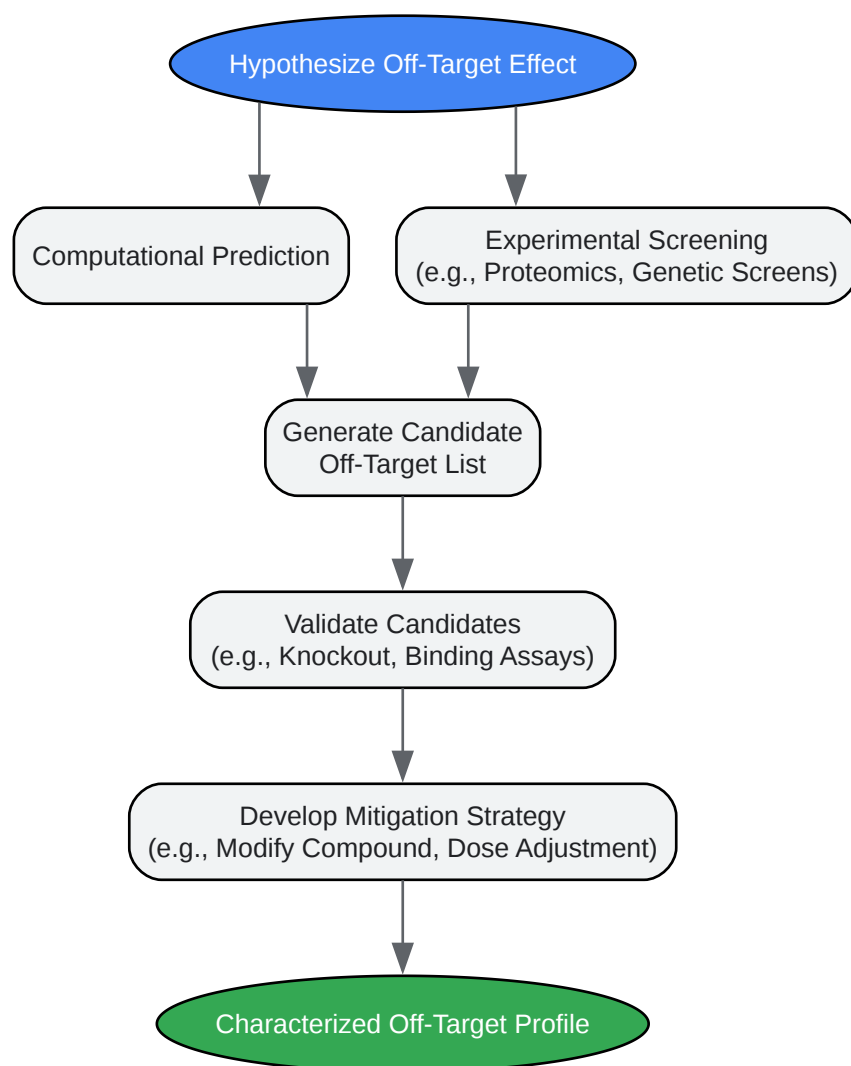 Hypothesize Off-Target Effect
Computational Prediction
Experimental Screening
(e.g., Proteomics, Genetic Screens)
Generate Candidate
Off-Target List
Validate Candidates
(e.g., Knockout, Binding Assays)
Develop Mitigation Strategy
(e.g., Modify Compound, Dose Adjustment)
Characterized Off-Target Profile